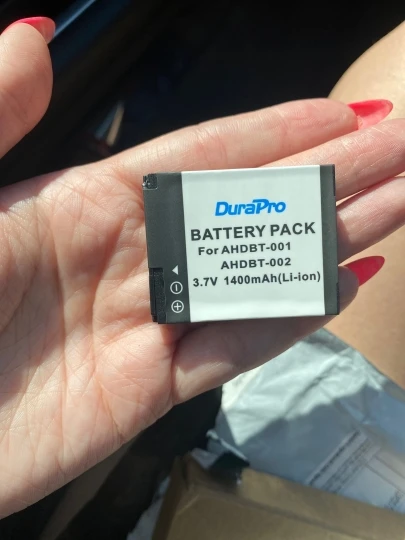 DuraPro
BATTERY PACK
For AHDBT-001
AHDBT-002
3.7V 1400mAh(Li-ion)